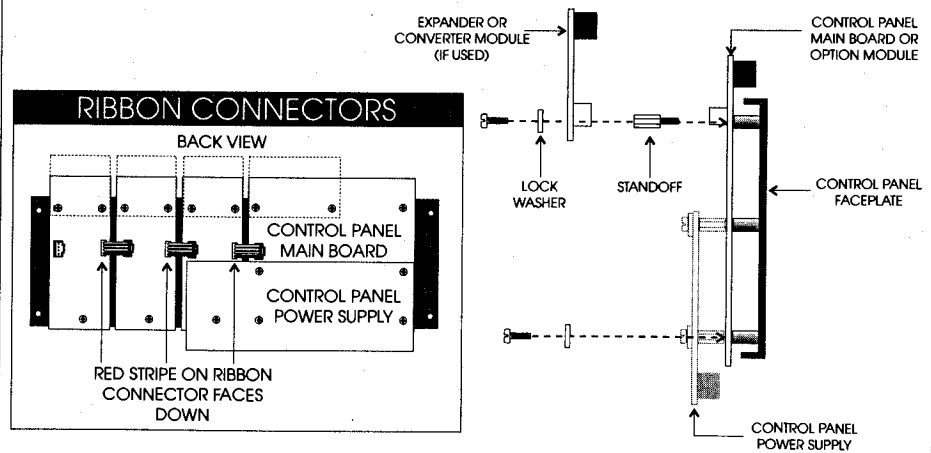 RIBBON CONNECTORS
BACK VIEW
CONTROL PANEL
MAIN BOARD
CONTROL PANEL
POWER SUPPLY
RED STRIPE ON RIBBON
CONNECTOR FACES
DOWN
EXPANDER OR
CONVERTER MODULE
(IF USED)
CONTROL PANEL
MAIN BOARD OR
OPTION MODULE
LOCK
WASHER
STANDOFF
CONTROL PANEL
FACEPLATE
CONTROL PANEL
POWER SUPPLY